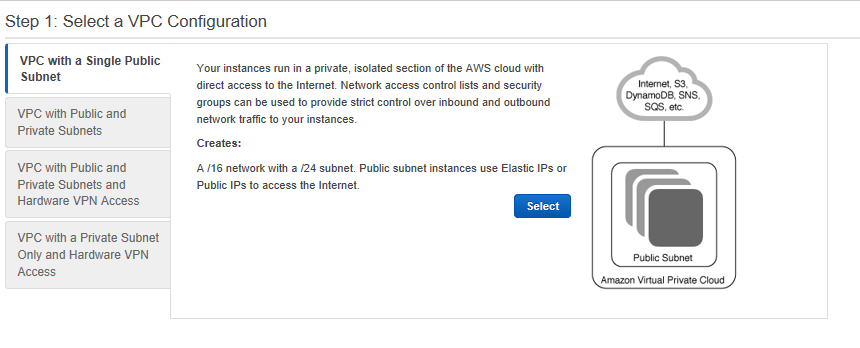 Step 1: Select a VPC Configuration
VPC with a Single Public
Subnet
VPC with Public and
Private Subnets
VPC with Public and
Private Subnets and
Hardware VPN Access
VPC with a Private Subnet
Only and Hardware VPN
Access
Your instances run in a private, isolated section of the AWS cloud with
direct access to the Internet. Network access control lists and security
groups can be used to provide strict control over inbound and outbound
network traffic to your instances.
Creates:
A /16 network with a /24 subnet. Public subnet instances use Elastic IPs or
Public IPs to access the Internet.
Select
Internet, S3,
DynamoDB, SNS,
SQS, etc.
Public Subnet
Amazon Virtual Private Cloud